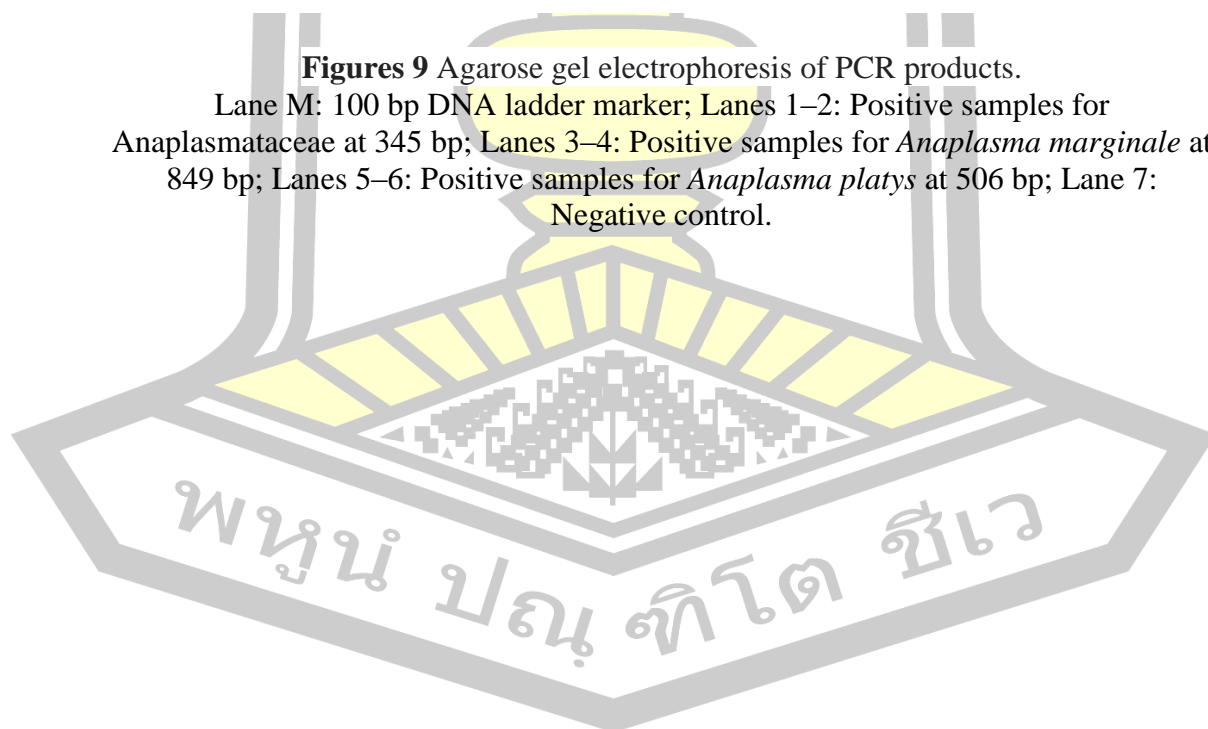 Figures 9 Agarose gel electrophoresis of PCR products.
Lane M: 100 bp DNA ladder marker; Lanes 1–2: Positive samples for
Anaplasmataceae at 345 bp; Lanes 3–4: Positive samples for Anaplasma marginale at
849 bp; Lanes 5–6: Positive samples for Anaplasma platys at 506 bp; Lane 7:
Negative control.
พหูนํ ปณฺฑิโต ชีเว